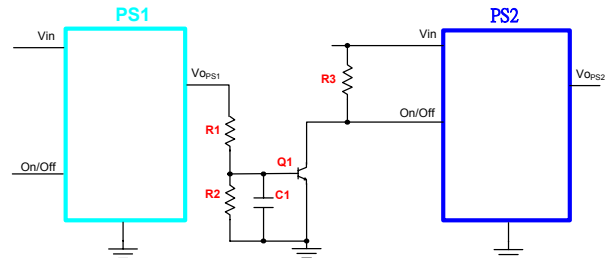 PS1
PS2
Vin
Vin
VoPS1
R3
VoPS2
On/Off
R1
Q1
On/Off
R2
C1